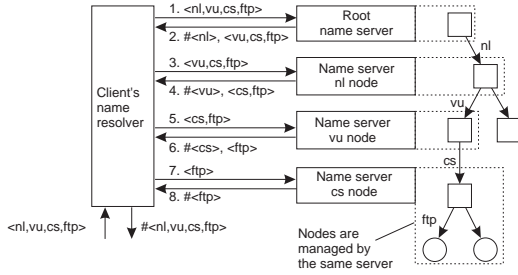 1. <nl,vu,cs,ftp>
Root
name server
2. #<nl>, <vu,cs,ftp>
nl
3. <vu,cs,ftp>
Name server
nl node
4. #<vu>, <cs,ftp>
Client's
name
resolver
vu
5. <cs,ftp>
Name server
vu node
6. #<cs>, <ftp>
cs
7. <ftp>
Name server
cs node
8. #<ftp>
ftp
<nl,vu,cs,ftp>
#<nl,vu,cs,ftp>
Nodes are
managed by
the same server